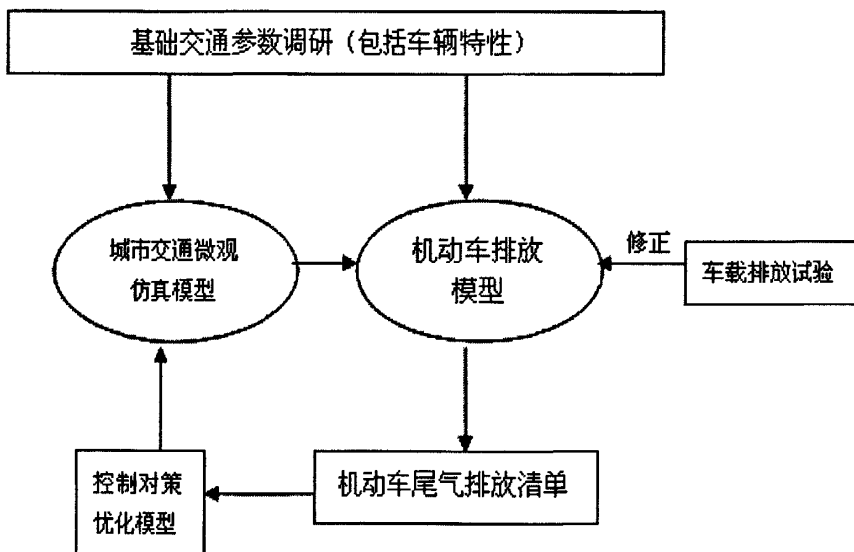 基础交通参数调研（包括车辆特性）
城市交通微观
仿真模型
机动车排放
模型
修正
车载排放试验
控制对策
优化模型
机动车尾气排放清单